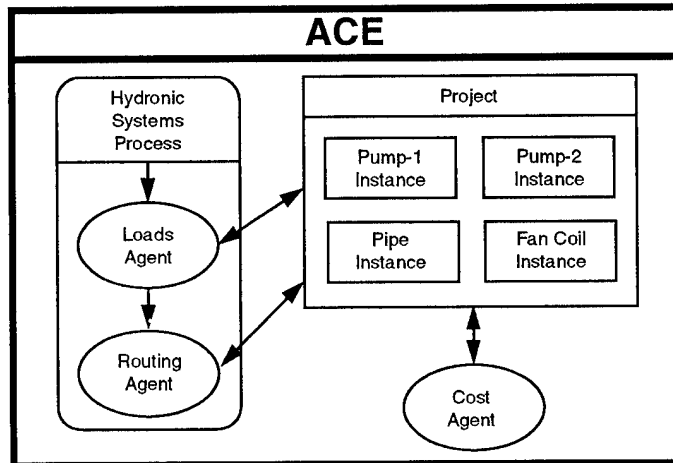 ACE
Hydronic
Systems
Process
Loads
Agent
Routing
Agent
Project
Pump-1
Instance
Pump-2
Instance
Pipe
Instance
Fan Coil
Instance
Cost
Agent